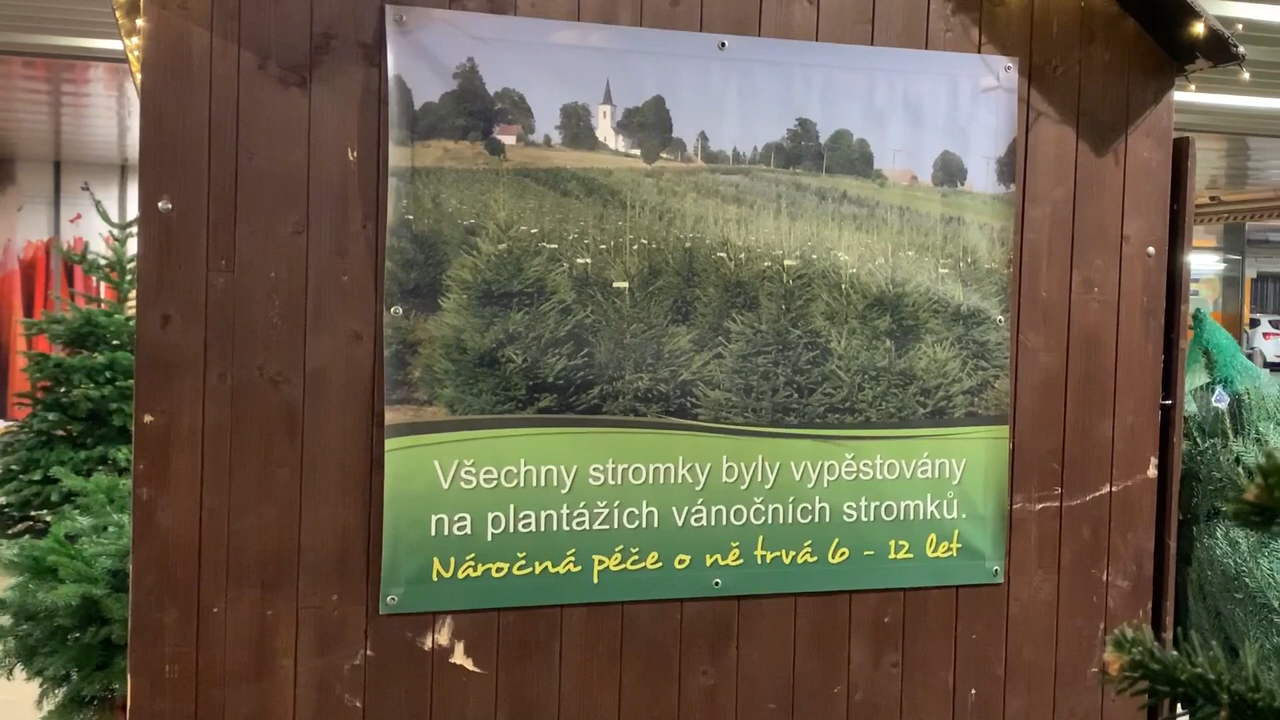 Všechny stromky byly vypěstovány
na plantážích vánočních stromků.
Náročná péče o ně trvá 6 - 12 let